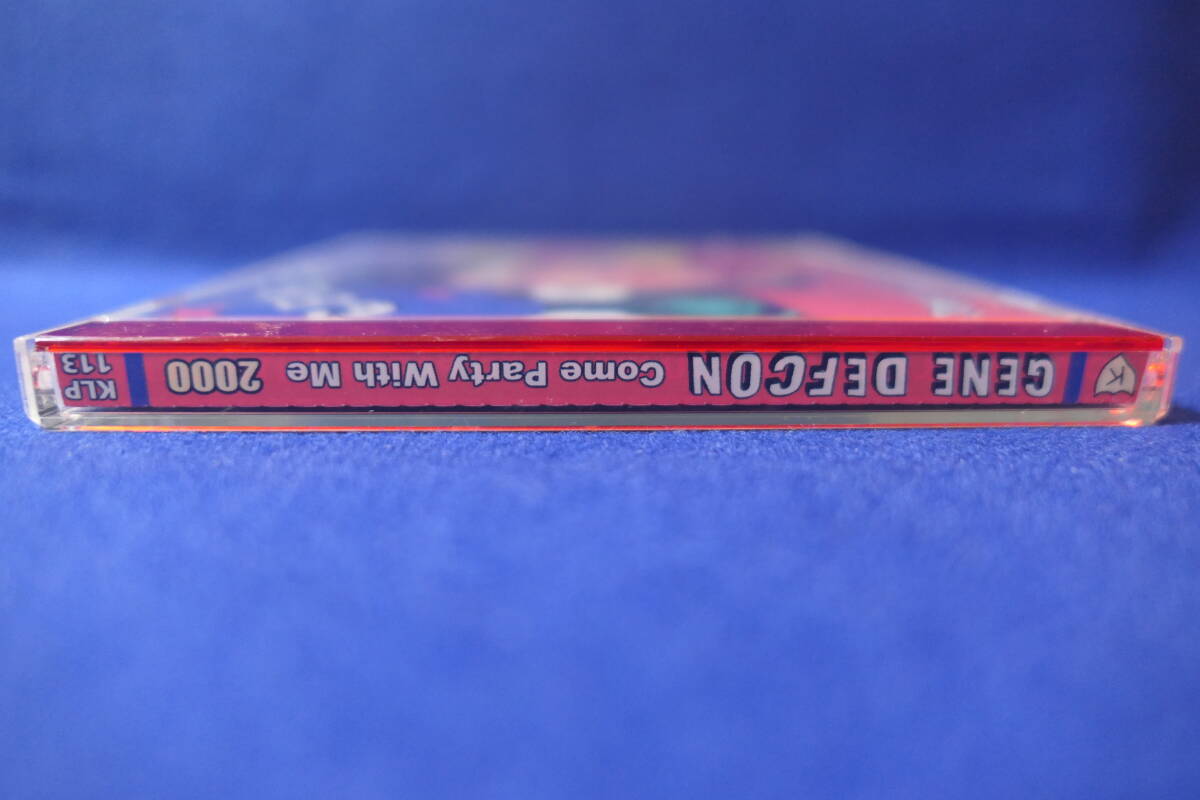 K
GENE DEFCON Come Party With Me 2000
KLP
113